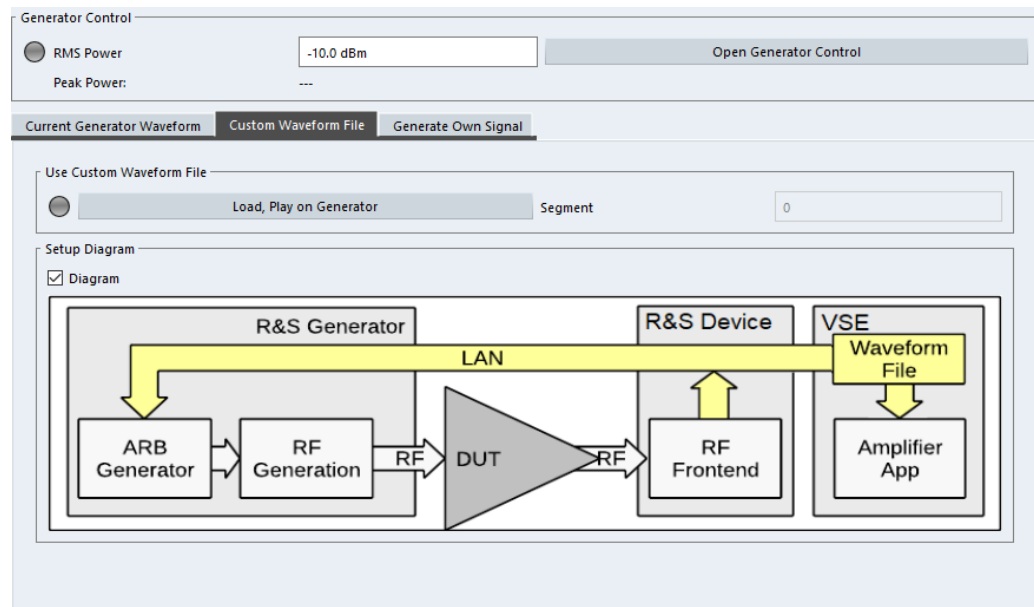 Generator Control
RMS Power -10.0 dBm Open Generator Control
Peak Power: ---
Current Generator Waveform Custom Waveform File Generate Own Signal
Use Custom Waveform File
Load, Play on Generator Segment 0
Setup Diagram
Diagram
R&S Generator R&S Device VSE
LAN Waveform
File
ARB
Generator
RF
Generation
RF DUT RF
RF
Frontend
Amplifier
App